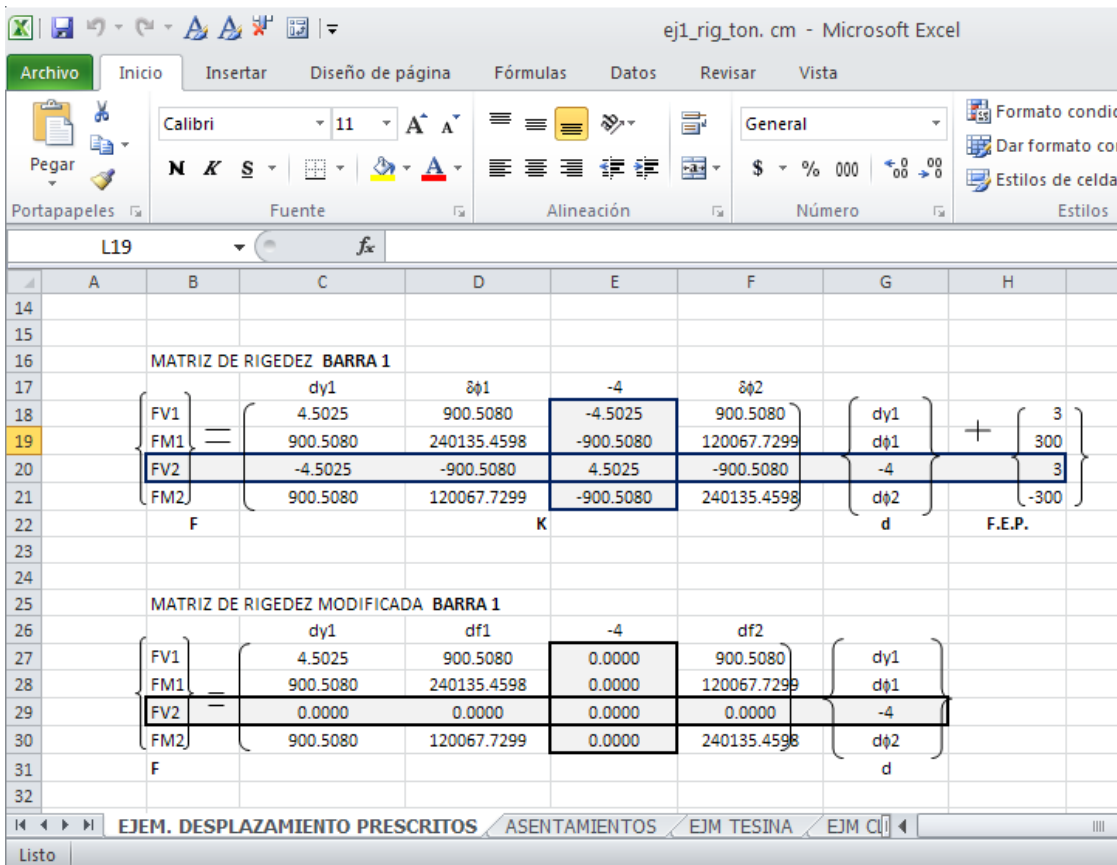 ej1_rig_ton. cm - Microsoft Excel
Archivo Inicio Insertar Diseño de página Fórmulas Datos Revisar Vista
Pegar
Calibri 11 A A
N K S A
General
$ % 000
Formato condic
Dar formato co
Estilos de celda
Portapapeles Fuente Alineación Número Estilos
L19 fx
A B C D E F G H
14
15
16 MATRIZ DE RIGEDEZ BARRA 1
17 dy1 δφ1 -4 δφ2
18 FV1 4.5025 900.5080 -4.5025 900.5080 dy1 3
19 FM1 = 900.5080 240135.4598 -900.5080 120067.7299 dφ1 + 300
20 FV2 -4.5025 -900.5080 4.5025 -900.5080 -4 3
21 FM2 900.5080 120067.7299 -900.5080 240135.4598 dφ2 -300
22 F K d F.E.P.
23
24
25 MATRIZ DE RIGEDEZ MODIFICADA BARRA 1
26 dy1 df1 -4 df2
27 FV1 4.5025 900.5080 0.0000 900.5080 dy1
28 FM1 900.5080 240135.4598 0.0000 120067.7299 dφ1
29 FV2 = 0.0000 0.0000 0.0000 0.0000 -4
30 FM2 900.5080 120067.7299 0.0000 240135.4598 dφ2
31 F d
32
EJEM. DESPLAZAMIENTO PRESCRITOS ASENTAMIENTOS EJM TESINA EJM
Listo